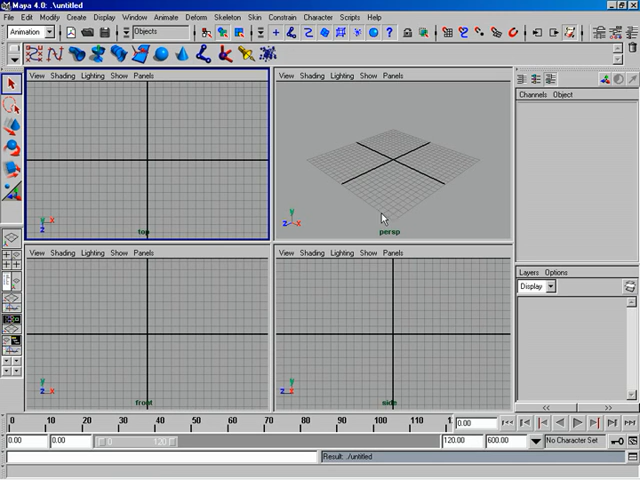 Maya 4.0: .\untitled
File Edit Modify Create Display Window Animate Deform Skeleton Skin Constrain Character Scripts Help
Animation Objects
View Shading Lighting Show Panels
View Shading Lighting Show Panels
Channels Object
y x
z
top
y
z x
persp
View Shading Lighting Show Panels
View Shading Lighting Show Panels
Layers Options
Display
y
z x
front
y
z x
side
<< >>
0 10 20 30 40 50 60 70 80 90 100 110 12
0.00
0.00 0.00 120.00 600.00 No Character Set
Result: ./untitled